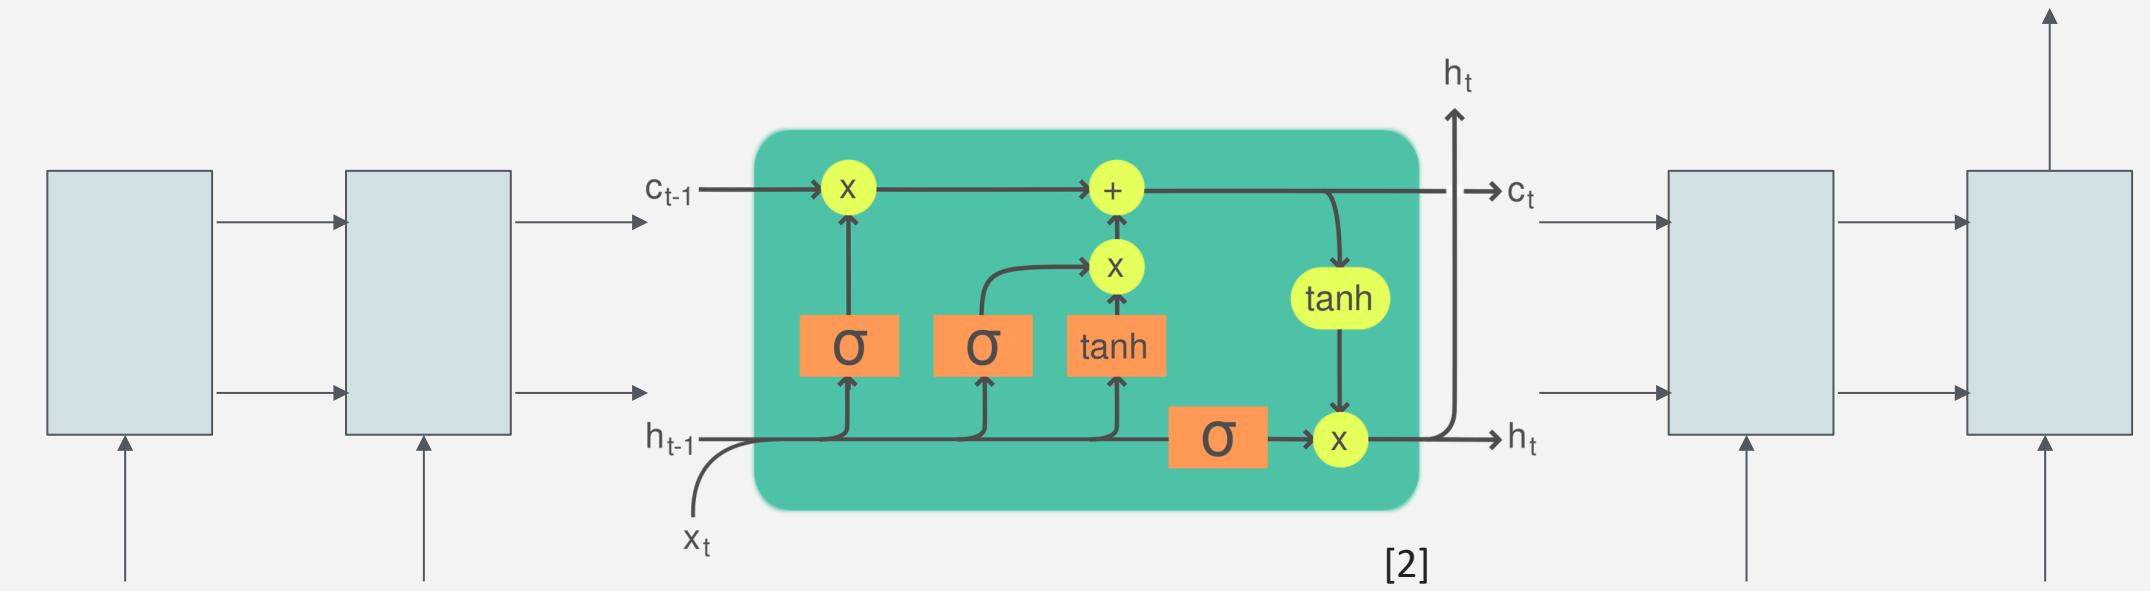 hₜ
cₜ₋₁ x + cₜ
x
tanh
σ σ tanh
hₜ₋₁ σ x hₜ
xₜ
[2]